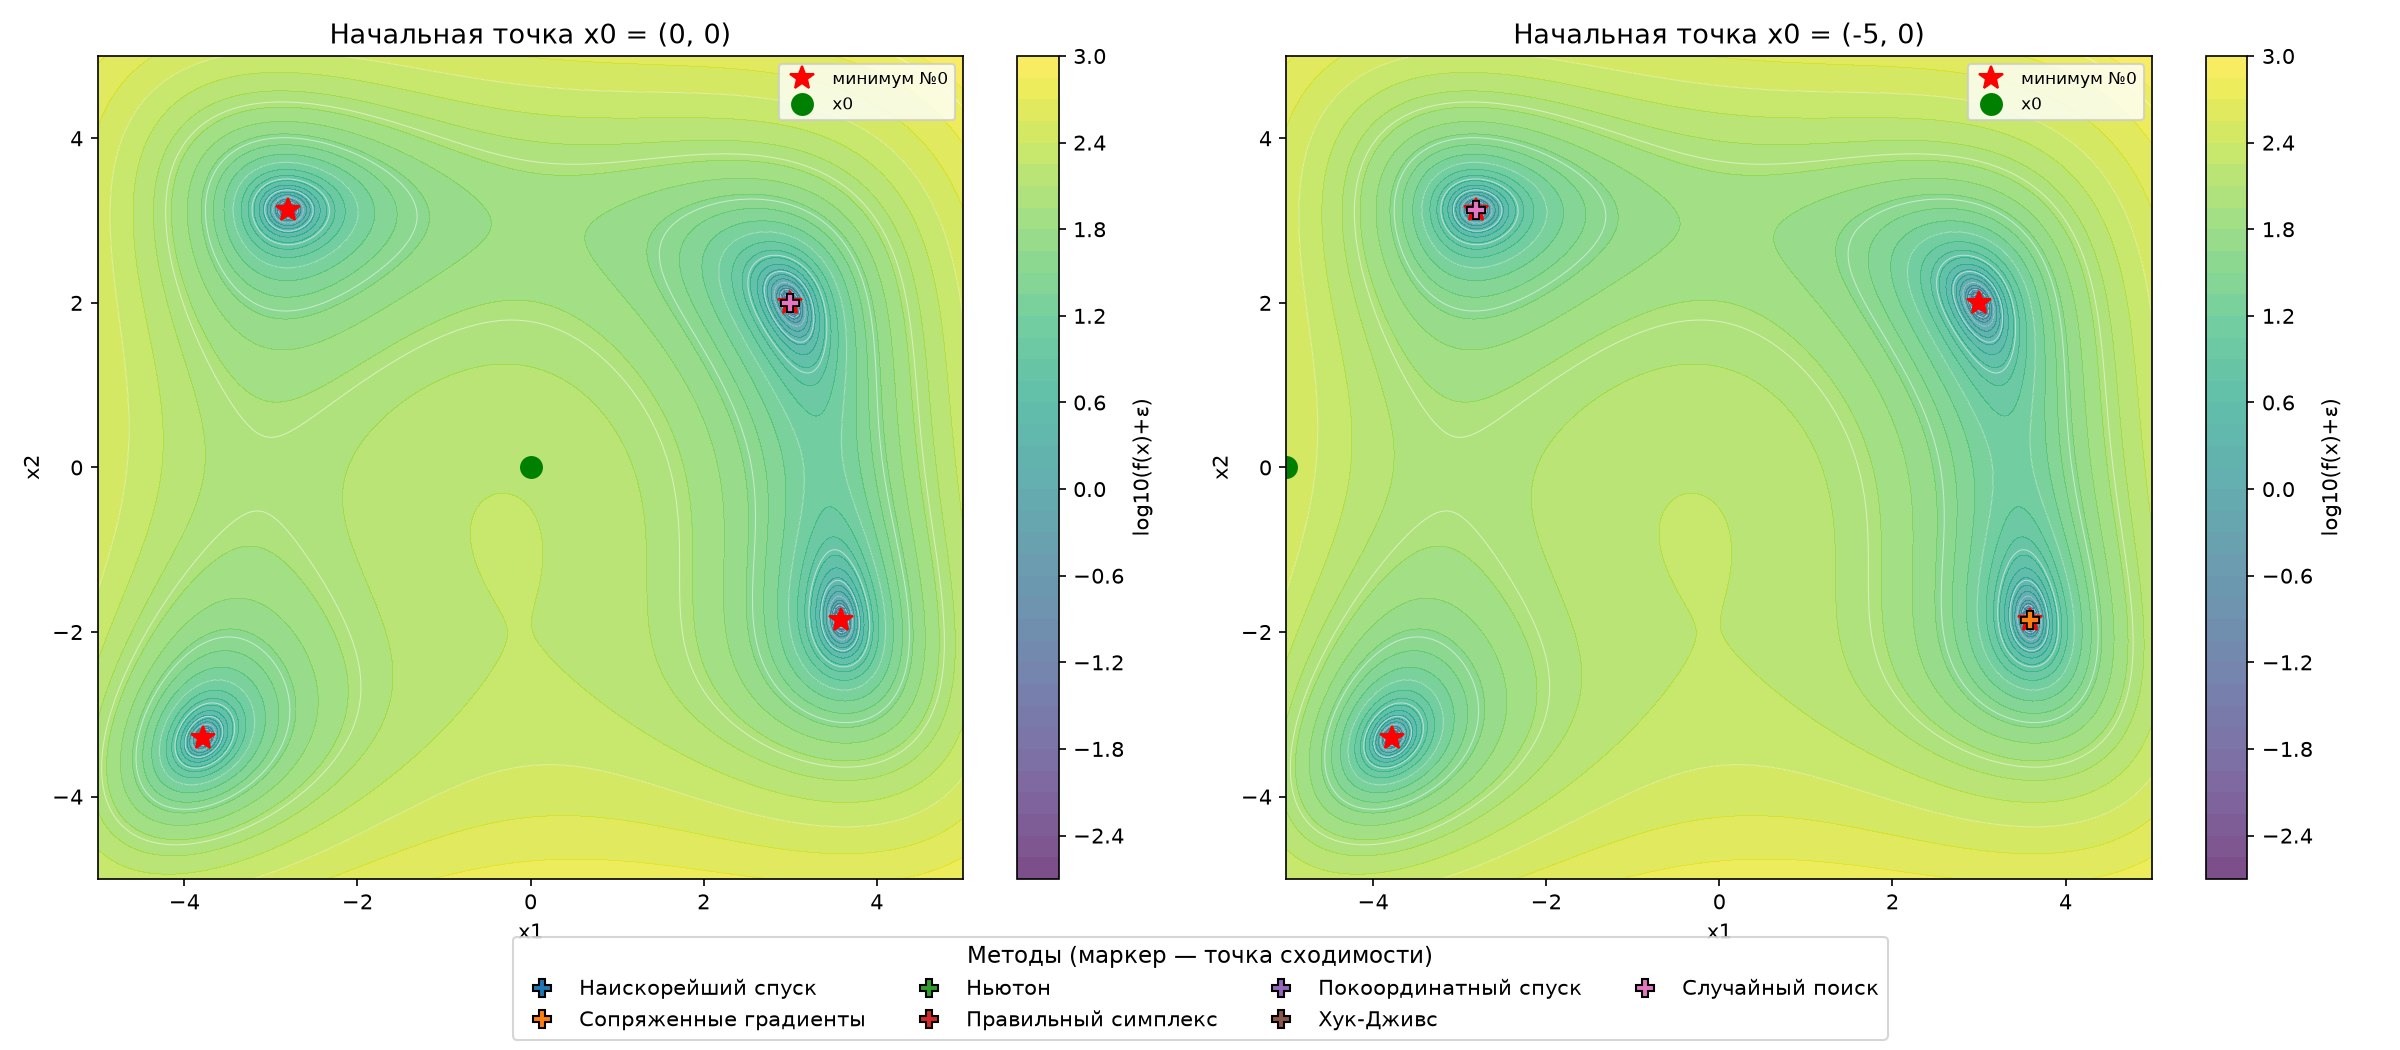 Начальная точка x0 = (0, 0)
минимум №0
x0
4
2
0
−2
−4
x2
−4
−2
0
2
4
x1
3.0
2.4
1.8
1.2
0.6
0.0
−0.6
−1.2
−1.8
−2.4
log10(f(x)+ε)
Начальная точка x0 = (-5, 0)
минимум №0
x0
4
2
0
−2
−4
x2
−4
−2
0
2
4
x1
3.0
2.4
1.8
1.2
0.6
0.0
−0.6
−1.2
−1.8
−2.4
log10(f(x)+ε)
Методы (маркер — точка сходимости)
Наискорейший спуск
Сопряженные градиенты
Ньютон
Правильный симплекс
Покоординатный спуск
Хук-Дживс
Случайный поиск